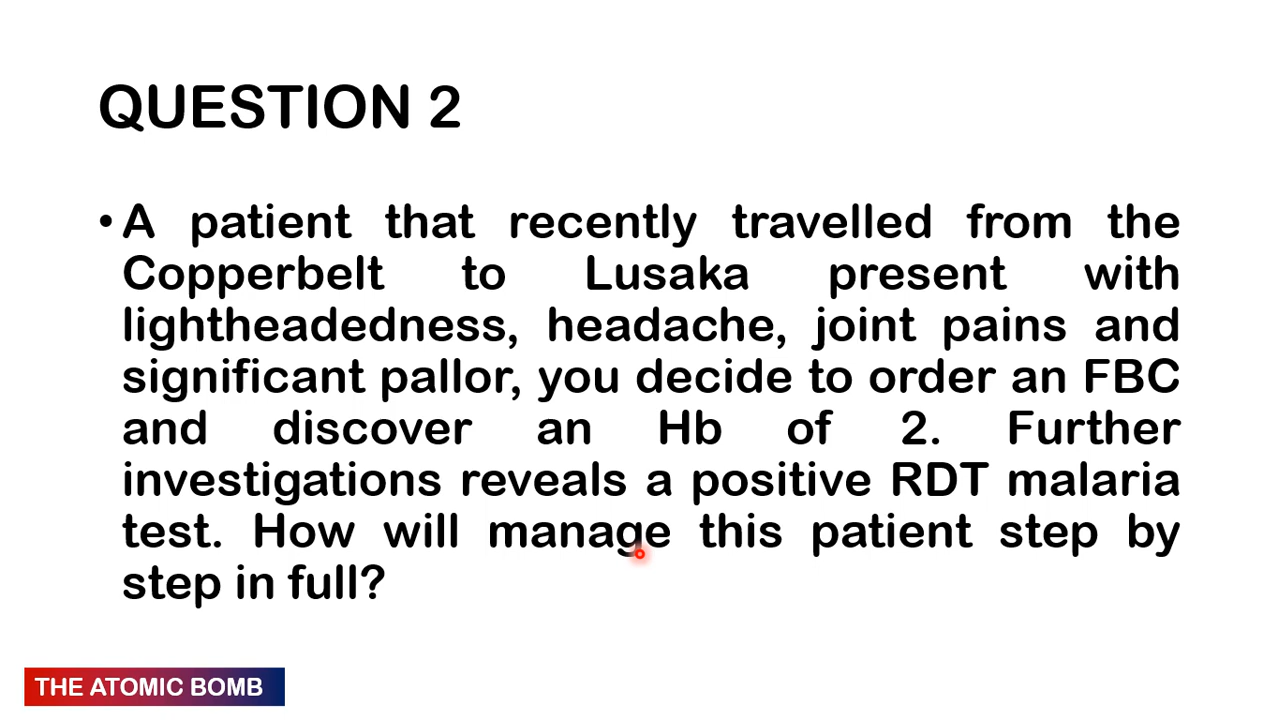 QUESTION 2
• A patient that recently travelled from the
Copperbelt to Lusaka present with
lightheadedness, headache, joint pains and
significant pallor, you decide to order an FBC
and discover an Hb of 2. Further
investigations reveals a positive RDT malaria
test. How will manage this patient step by
step in full?
THE ATOMIC BOMB